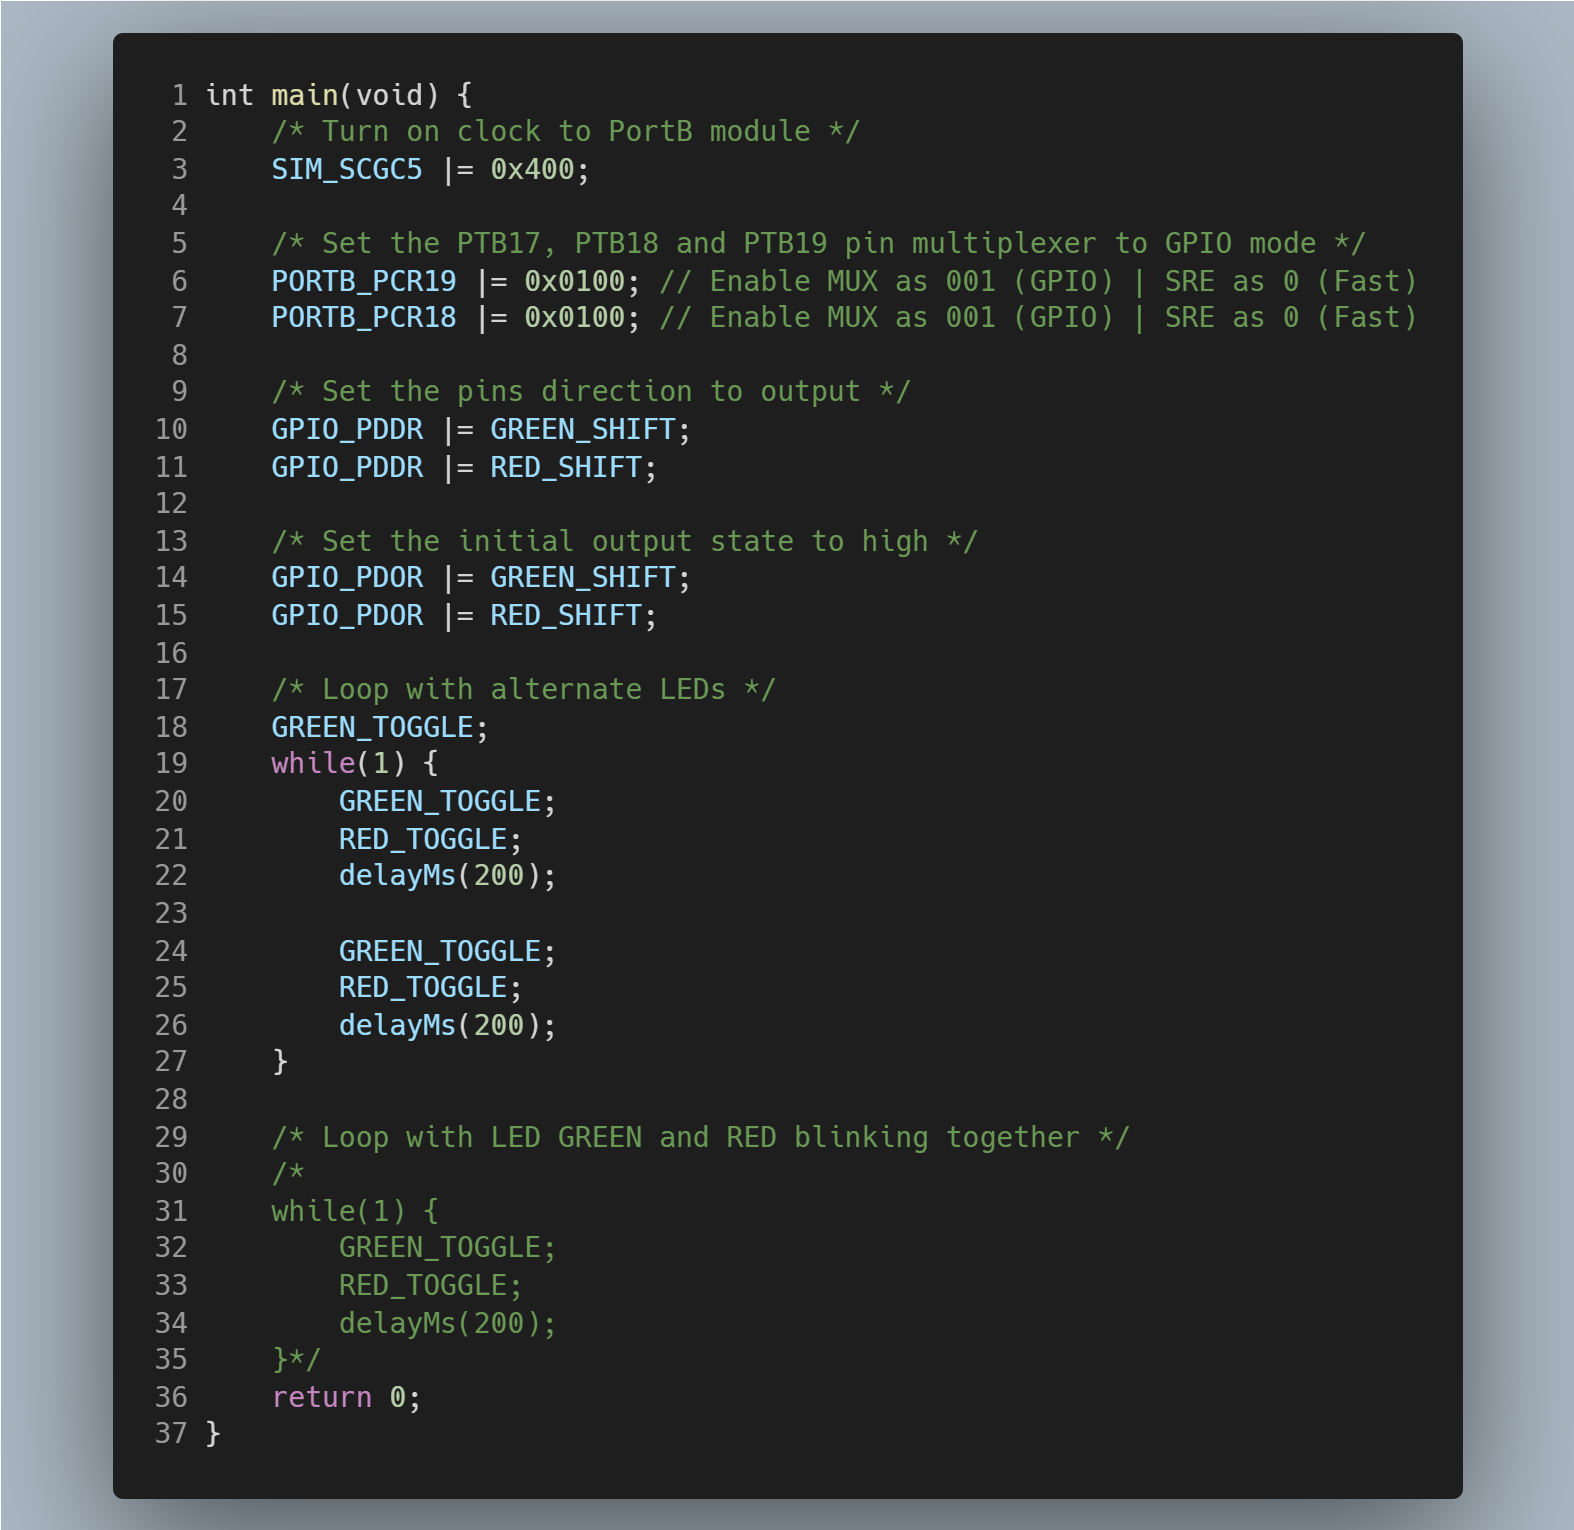 1 int main(void) {
2     /* Turn on clock to PortB module */
3     SIM_SCGC5 |= 0x400;
4
5     /* Set the PTB17, PTB18 and PTB19 pin multiplexer to GPIO mode */
6     PORTB_PCR19 |= 0x0100; // Enable MUX as 001 (GPIO) | SRE as 0 (Fast)
7     PORTB_PCR18 |= 0x0100; // Enable MUX as 001 (GPIO) | SRE as 0 (Fast)
8
9     /* Set the pins direction to output */
10     GPIO_PDDR |= GREEN_SHIFT;
11     GPIO_PDDR |= RED_SHIFT;
12
13     /* Set the initial output state to high */
14     GPIO_PDOR |= GREEN_SHIFT;
15     GPIO_PDOR |= RED_SHIFT;
16
17     /* Loop with alternate LEDs */
18     GREEN_TOGGLE;
19     while(1) {
20         GREEN_TOGGLE;
21         RED_TOGGLE;
22         delayMs(200);
23
24         GREEN_TOGGLE;
25         RED_TOGGLE;
26         delayMs(200);
27     }
28
29     /* Loop with LED GREEN and RED blinking together */
30     /*
31     while(1) {
32         GREEN_TOGGLE;
33         RED_TOGGLE;
34         delayMs(200);
35     }*/
36     return 0;
37 }